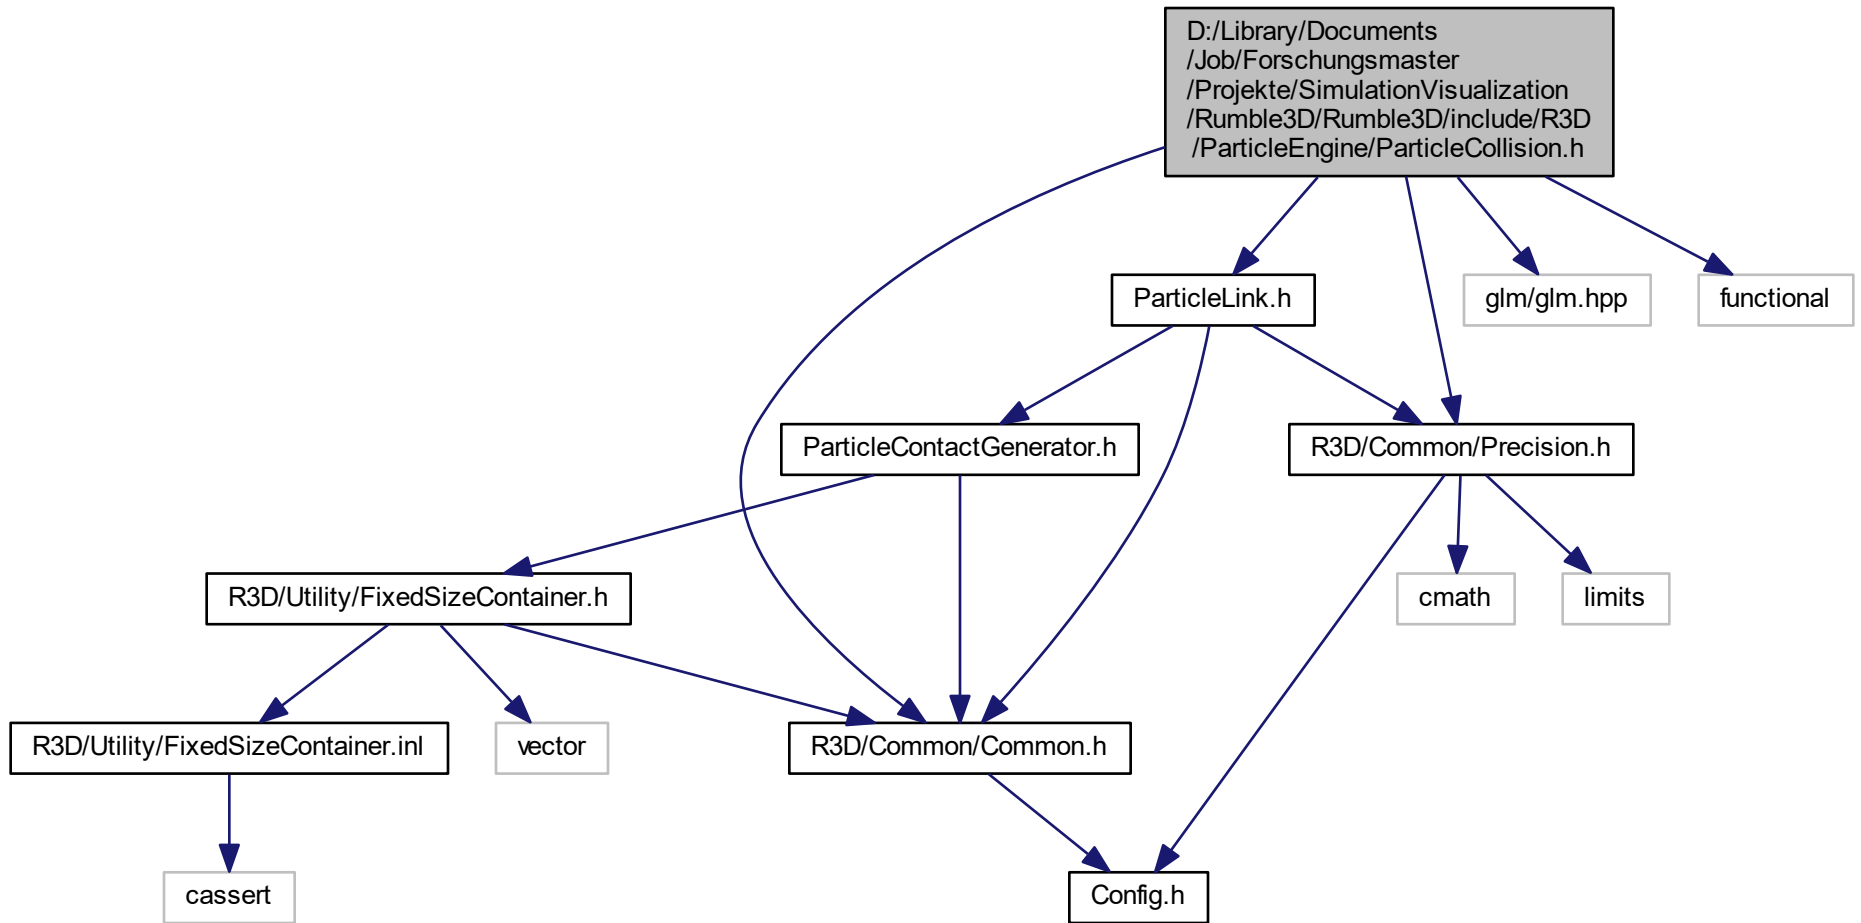 D:/Library/Documents
/Job/Forschungsmaster
/Projekte/SimulationVisualization
/Rumble3D/Rumble3D/include/R3D
/ParticleEngine/ParticleCollision.h
ParticleLink.h
glm/glm.hpp
functional
ParticleContactGenerator.h
R3D/Common/Precision.h
R3D/Utility/FixedSizeContainer.h
cmath
limits
R3D/Utility/FixedSizeContainer.inl
vector
R3D/Common/Common.h
cassert
Config.h